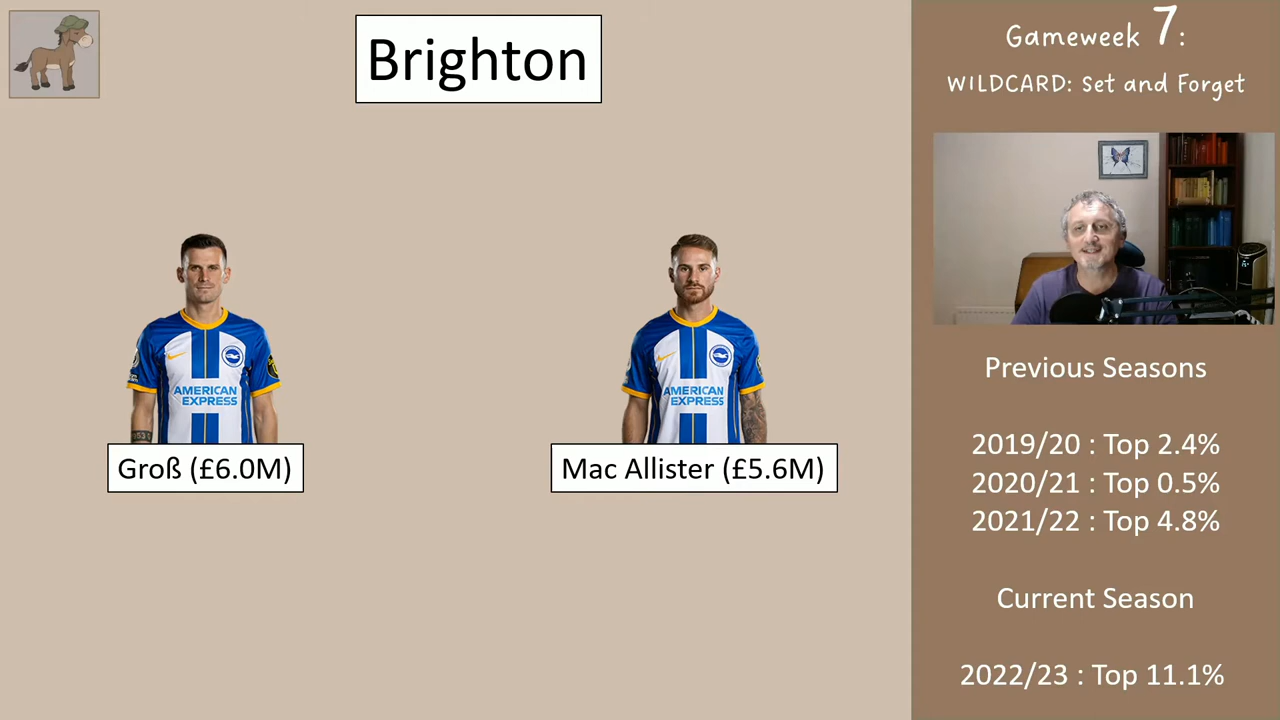 Brighton
AMERICAN
EXPRESS
Groß (£6.0M)
AMERICAN
EXPRESS
Mac Allister (£5.6M)
Gameweek 7:
WILDCARD: Set and Forget
Previous Seasons
2019/20 : Top 2.4%
2020/21 : Top 0.5%
2021/22 : Top 4.8%
Current Season
2022/23 : Top 11.1%